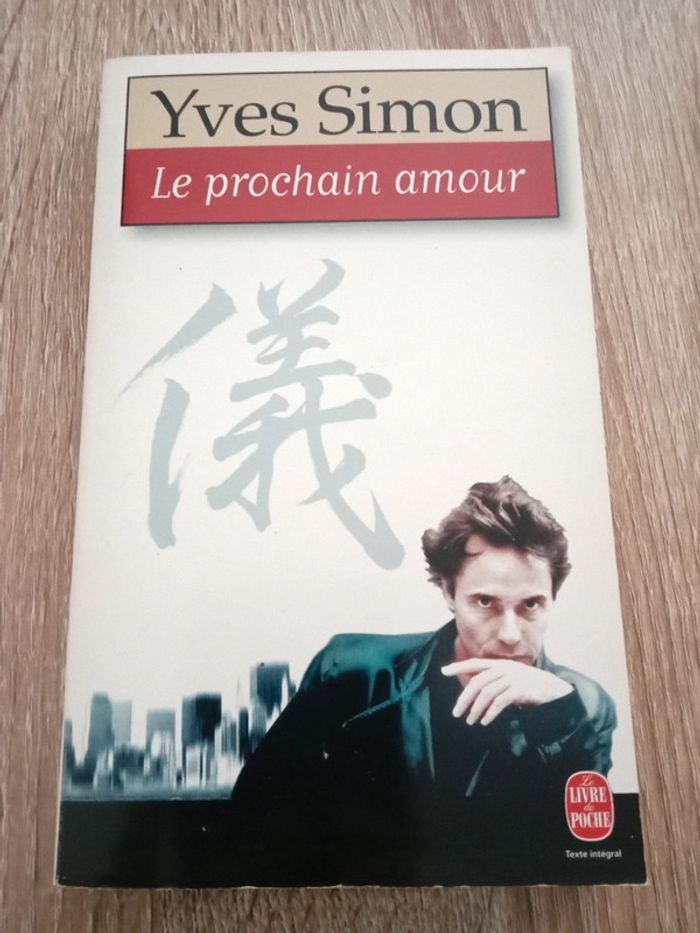 Yves Simon
Le prochain amour
儀
Le
LIVRE
de
POCHE
Texte intégral